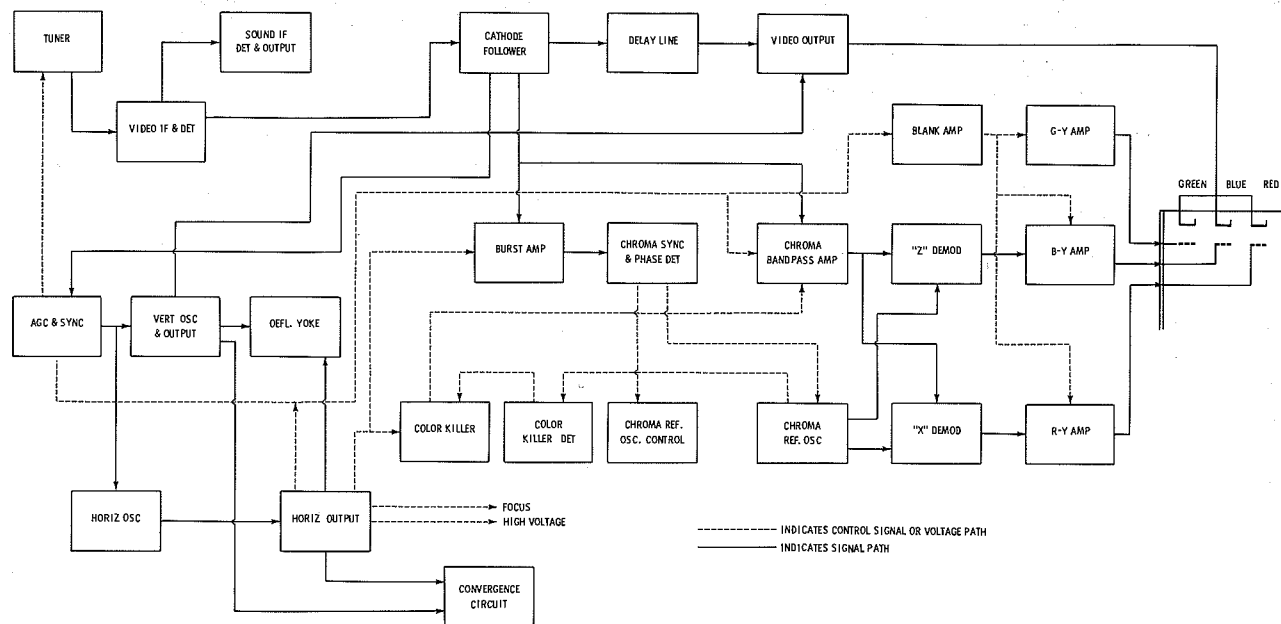 TUNER
SOUND IF
DET & OUTPUT
CATHODE
FOLLOWER
DELAY LINE
VIDEO OUTPUT
VIDEO IF & DET
BLANK AMP
G-Y AMP
GREEN BLUE RED
BURST AMP
CHROMA SYNC
& PHASE DET
CHROMA
BANDPASS AMP
"Z" DEMOD
B-Y AMP
AGC & SYNC
VERT OSC
& OUTPUT
DEFL. YOKE
COLOR KILLER
COLOR
KILLER DET
CHROMA REF.
OSC. CONTROL
CHROMA
REF. OSC
"X" DEMOD
R-Y AMP
HORIZ OSC
HORIZ OUTPUT
FOCUS
HIGH VOLTAGE
INDICATES CONTROL SIGNAL OR VOLTAGE PATH
INDICATES SIGNAL PATH
CONVERGENCE
CIRCUIT